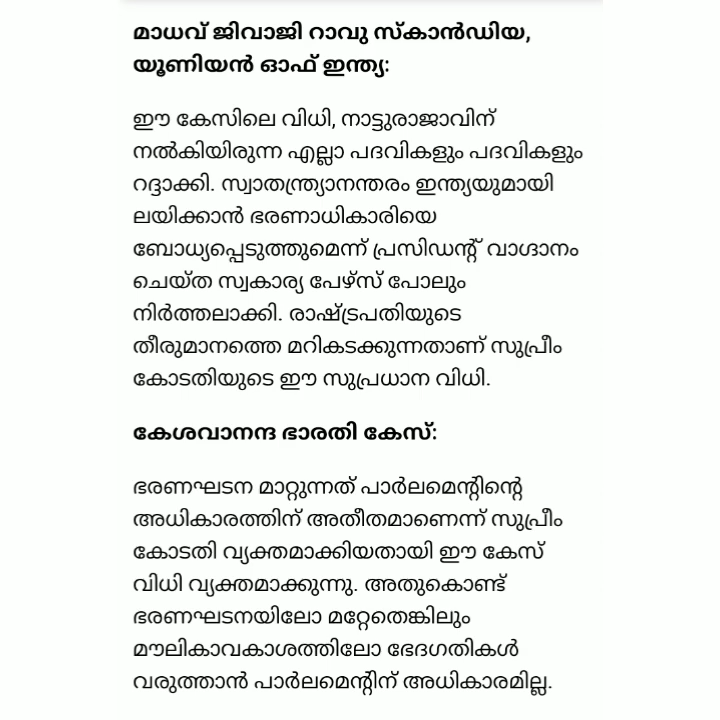 മാധവ് ജിവാജി റാവു സ്കാൻഡിയ,
യൂണിയൻ ഓഫ് ഇന്ത്യ:
ഈ കേസിലെ വിധി, നാട്ടുരാജാവിന്
നൽകിയിരുന്ന എല്ലാ പദവികളും പദവികളും
റദ്ദാക്കി. സ്വാതന്ത്ര്യാനന്തരം ഇന്ത്യയുമായി
ലയിക്കാൻ ഭരണാധികാരിയെ
ബോധ്യപ്പെടുത്തുമെന്ന് പ്രസിഡന്റ് വാഗ്ദാനം
ചെയ്ത സ്വകാര്യ പേഴ്സ് പോലും
നിർത്തലാക്കി. രാഷ്ട്രപതിയുടെ
തീരുമാനത്തെ മറികടക്കുന്നതാണ് സുപ്രീം
കോടതിയുടെ ഈ സുപ്രധാന വിധി.
കേശവാനന്ദ ഭാരതി കേസ്:
ഭരണഘടന മാറ്റുന്നത് പാർലമെന്റിന്റെ
അധികാരത്തിന് അതീതമാണെന്ന് സുപ്രീം
കോടതി വ്യക്തമാക്കിയതായി ഈ കേസ്
വിധി വ്യക്തമാക്കുന്നു. അതുകൊണ്ട്
ഭരണഘടനയിലോ മറ്റേതെങ്കിലും
മൗലികാവകാശത്തിലോ ഭേദഗതികൾ
വരുത്താൻ പാർലമെന്റിന് അധികാരമില്ല.